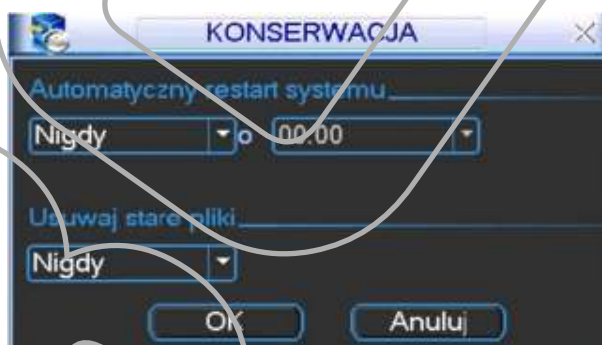 KONSERWACJA
Automatyczny restart systemu
Nigdy o 00:00
Usuwaj stare pliki
Nigdy
OK Anuluj